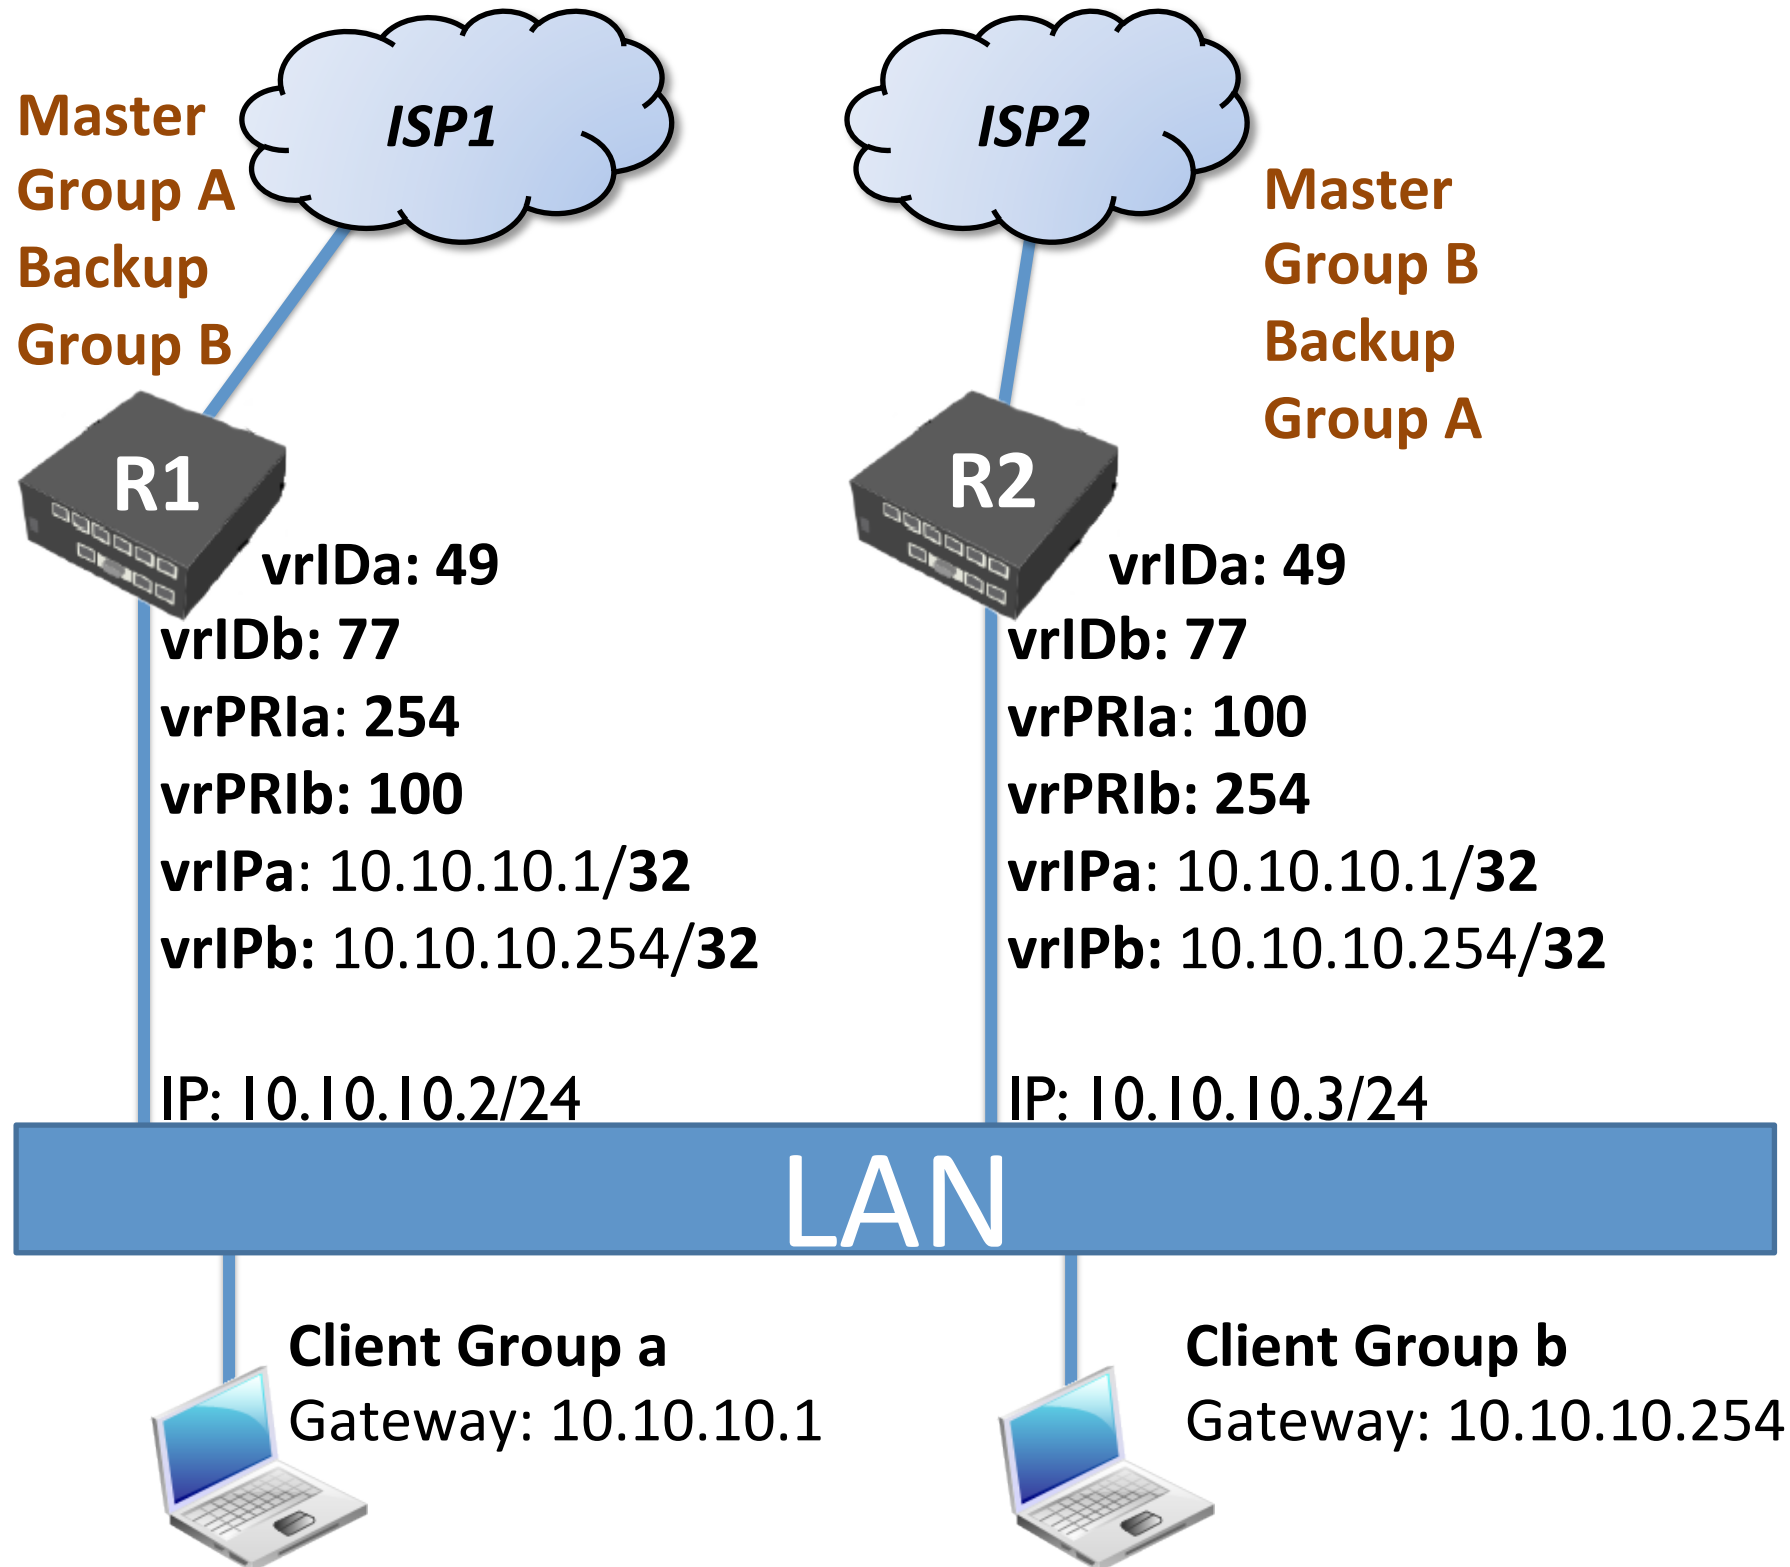 ISP1
ISP2
Master
Group A
Backup
Group B
Master
Group B
Backup
Group A
R1
vrIDa: 49
vrIDb: 77
vrPRIa: 254
vrPRIb: 100
vrIPa: 10.10.10.1/32
vrIPb: 10.10.10.254/32
IP: 10.10.10.2/24
R2
vrIDa: 49
vrIDb: 77
vrPRIa: 100
vrPRIb: 254
vrIPa: 10.10.10.1/32
vrIPb: 10.10.10.254/32
IP: 10.10.10.3/24
LAN
Client Group a
Gateway: 10.10.10.1
Client Group b
Gateway: 10.10.10.254